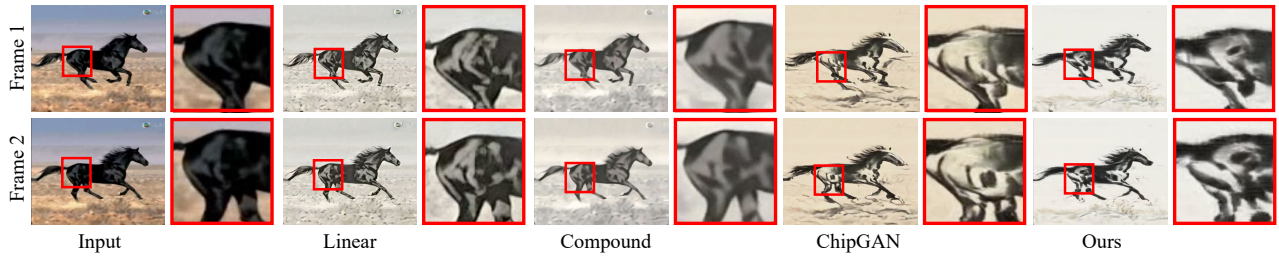 Frame 1
Frame 2
Input
Linear
Compound
ChipGAN
Ours